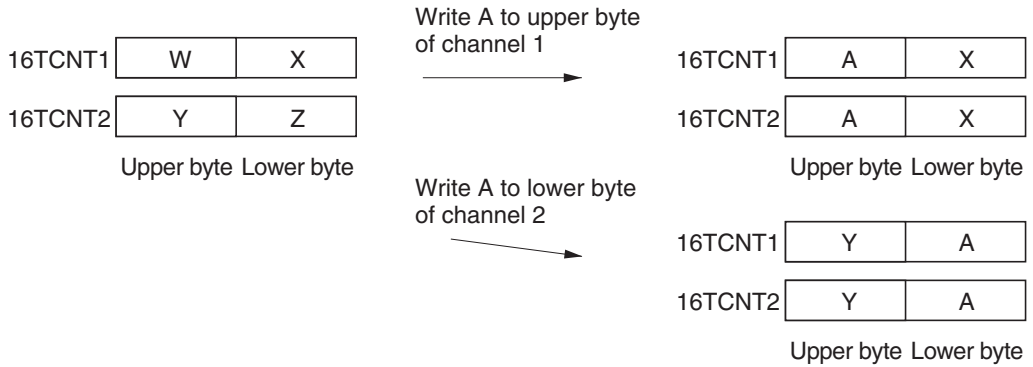 Write A to upper byte
of channel 1
16TCNT1 W X
16TCNT2 Y Z
Upper byte Lower byte
16TCNT1 A X
16TCNT2 A X
Upper byte Lower byte
Write A to lower byte
of channel 2
16TCNT1 Y A
16TCNT2 Y A
Upper byte Lower byte